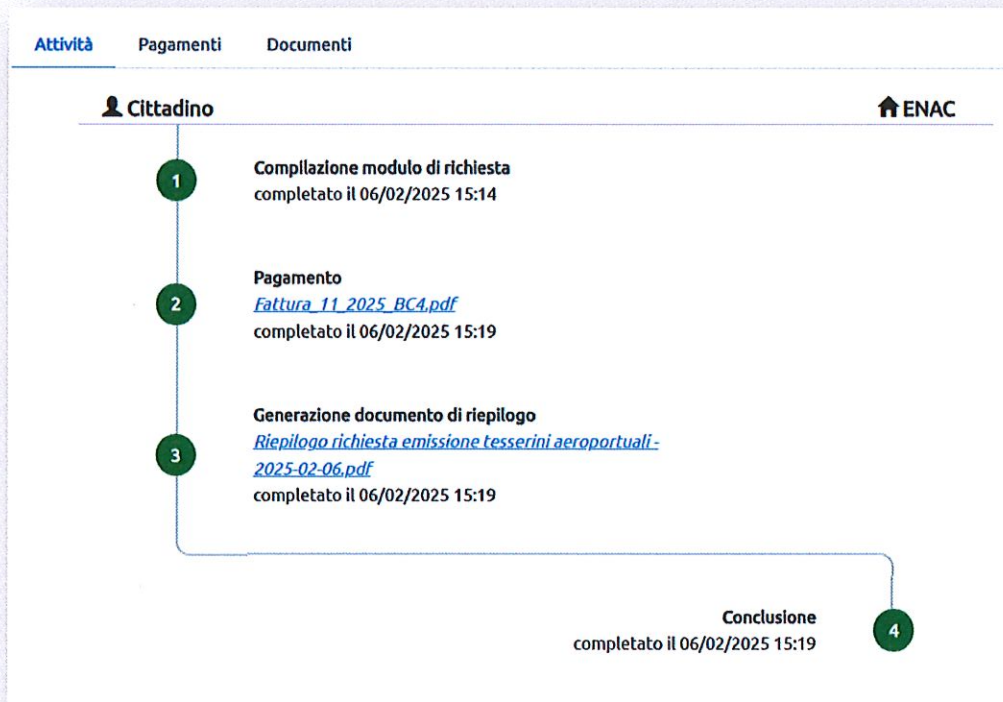 Attività Pagamenti Documenti
Cittadino ENAC
1
Compilazione modulo di richiesta
completato il 06/02/2025 15:14
2
Pagamento
Fattura_11_2025_BC4.pdf
completato il 06/02/2025 15:19
3
Generazione documento di riepilogo
Riepilogo richiesta emissione tesserini aeroportuali -
2025-02-06.pdf
completato il 06/02/2025 15:19
Conclusione
completato il 06/02/2025 15:19
4